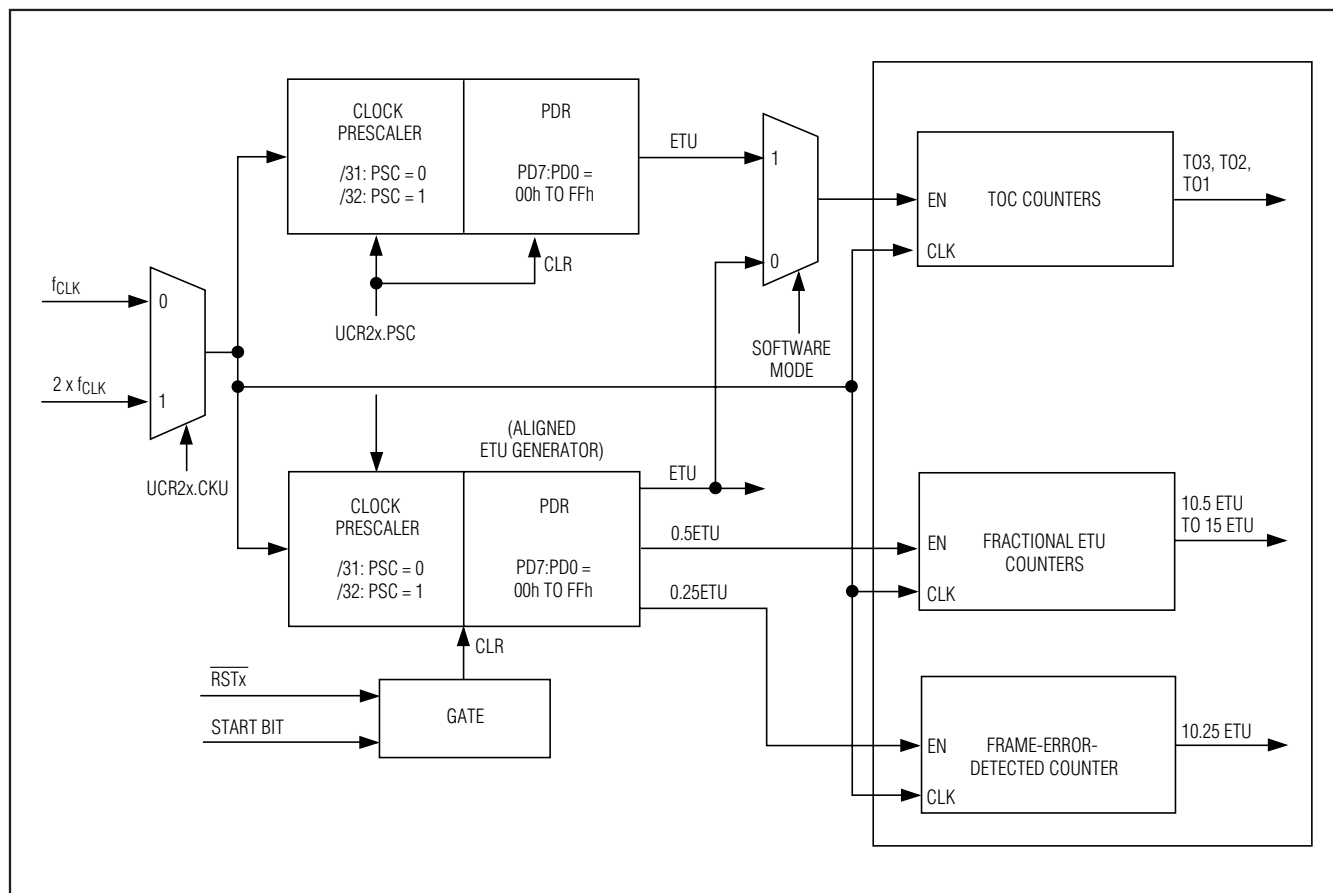 CLOCK
PRESCALER
/31: PSC = 0
/32: PSC = 1
PDR
PD7:PD0 =
00h TO FFh
ETU
1
0
CLR
UCR2x.PSC
SOFTWARE
MODE
EN
CLK
TOC COUNTERS
TO3, TO2,
TO1
fCLK
2 x fCLK
0
1
UCR2x.CKU
(ALIGNED
ETU GENERATOR)
CLOCK
PRESCALER
/31: PSC = 0
/32: PSC = 1
PDR
PD7:PD0 =
00h TO FFh
ETU
0.5ETU
0.25ETU
CLR
RSTx
START BIT
GATE
EN
CLK
FRACTIONAL ETU
COUNTERS
10.5 ETU
TO 15 ETU
EN
CLK
FRAME-ERROR-
DETECTED COUNTER
10.25 ETU